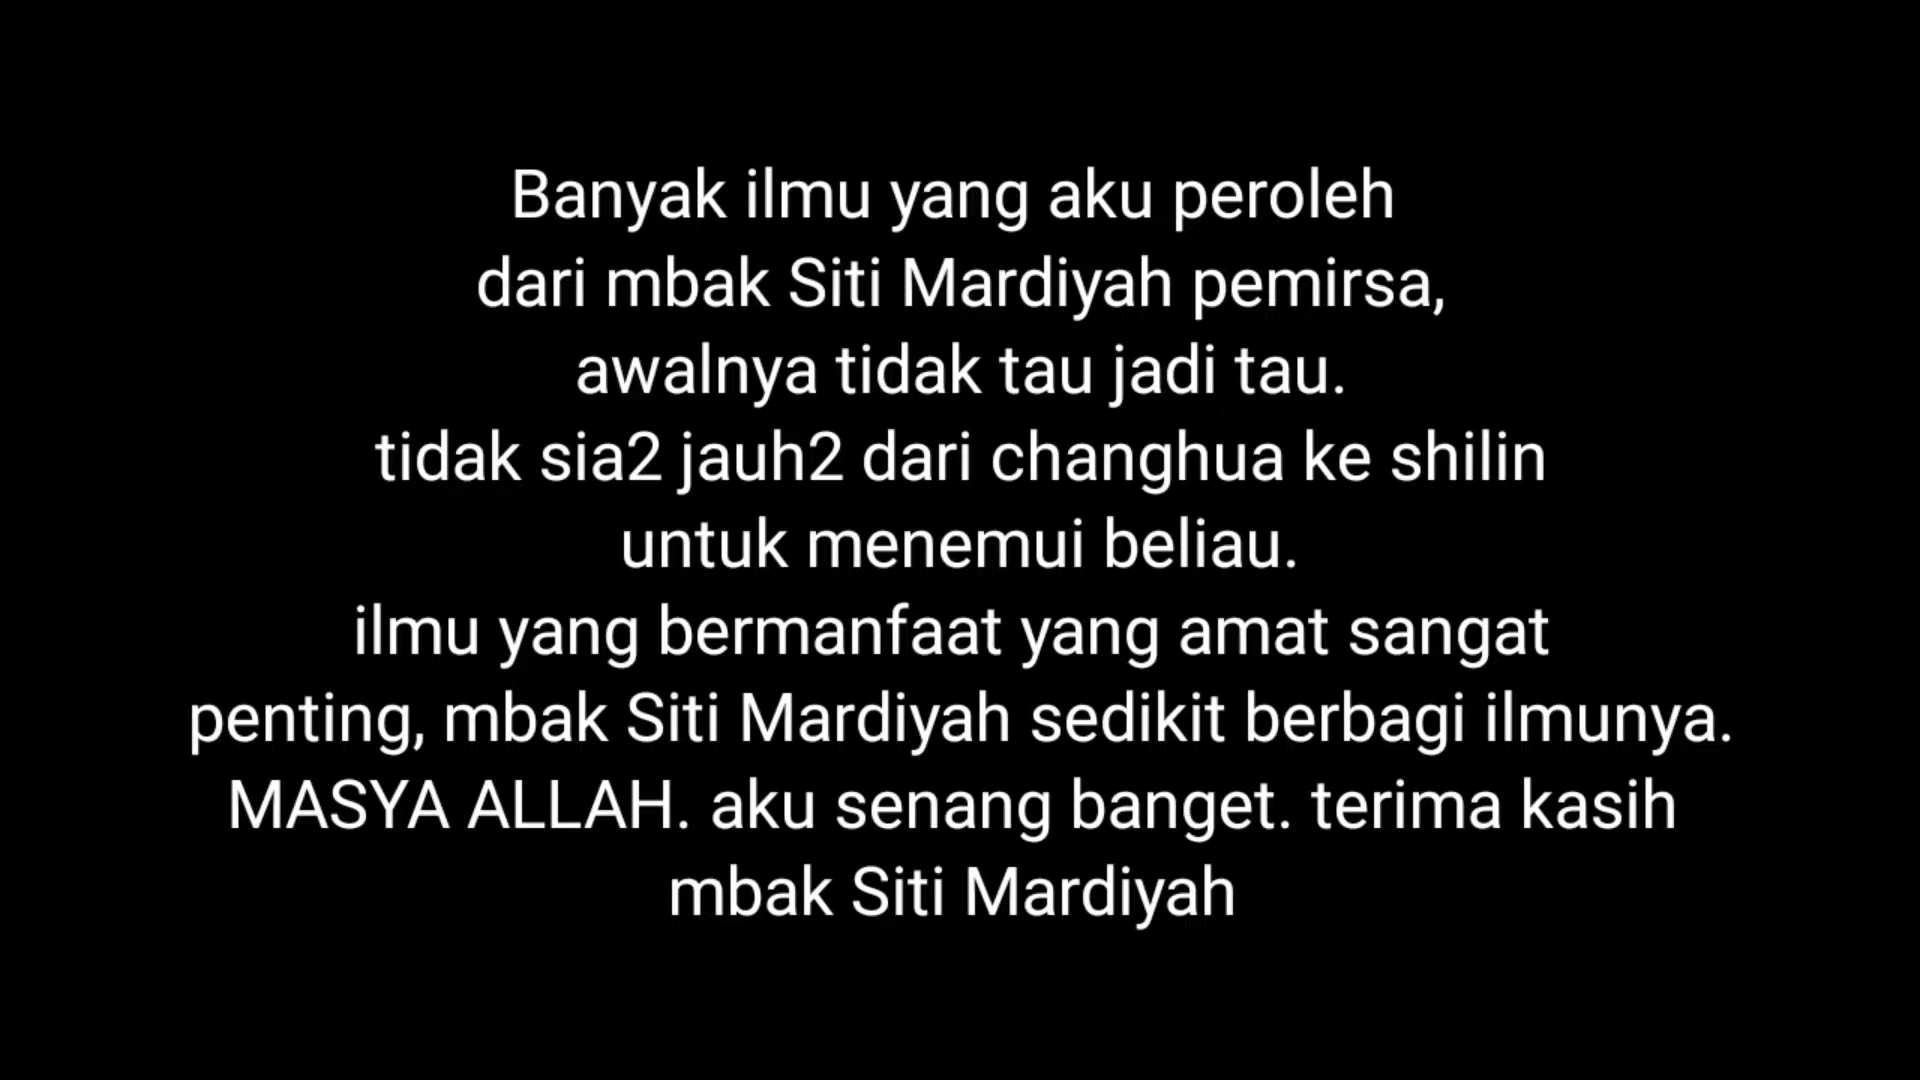 Banyak ilmu yang aku peroleh
dari mbak Siti Mardiyah pemirsa,
awalnya tidak tau jadi tau.
tidak sia2 jauh2 dari changhua ke shilin
untuk menemui beliau.
ilmu yang bermanfaat yang amat sangat
penting, mbak Siti Mardiyah sedikit berbagi ilmunya.
MASYA ALLAH. aku senang banget. terima kasih
mbak Siti Mardiyah